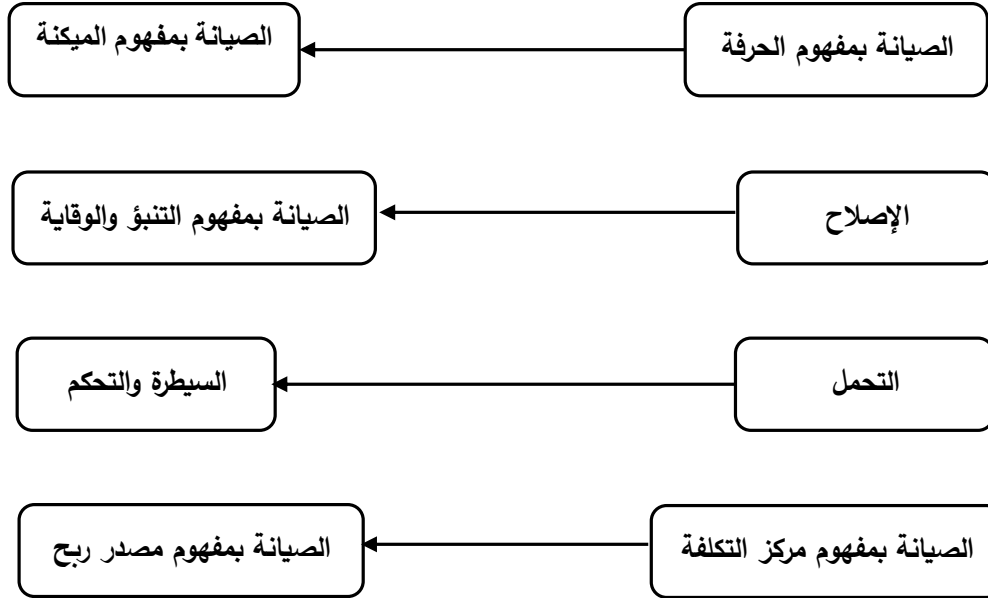 الصيانة بمفهوم الحرفة
الصيانة بمفهوم الميكنة
الإصلاح
الصيانة بمفهوم التنبؤ والوقاية
التحمل
السيطرة والتحكم
الصيانة بمفهوم مركز التكلفة
الصيانة بمفهوم مصدر ربح